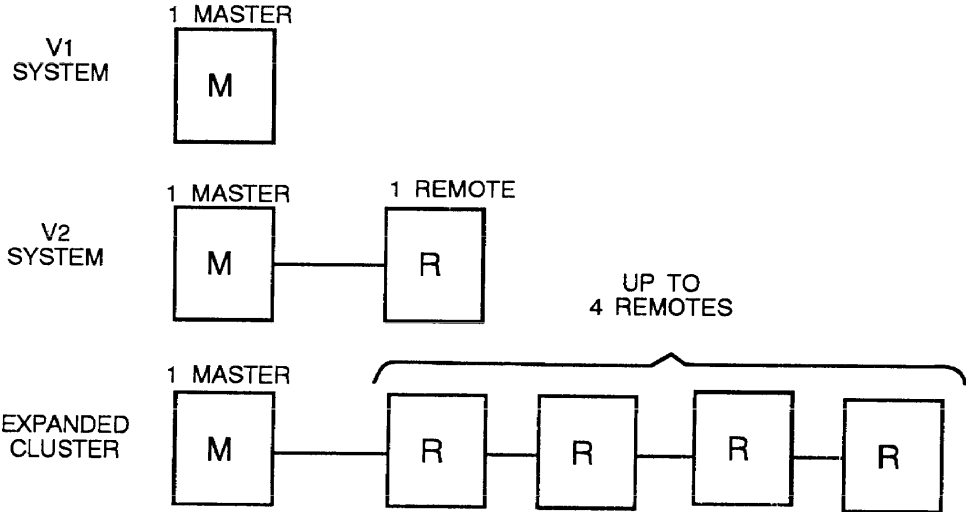 1 MASTER
V1
SYSTEM
M
1 MASTER
1 REMOTE
V2
SYSTEM
M
R
UP TO
4 REMOTES
1 MASTER
EXPANDED
CLUSTER
M
R
R
R
R